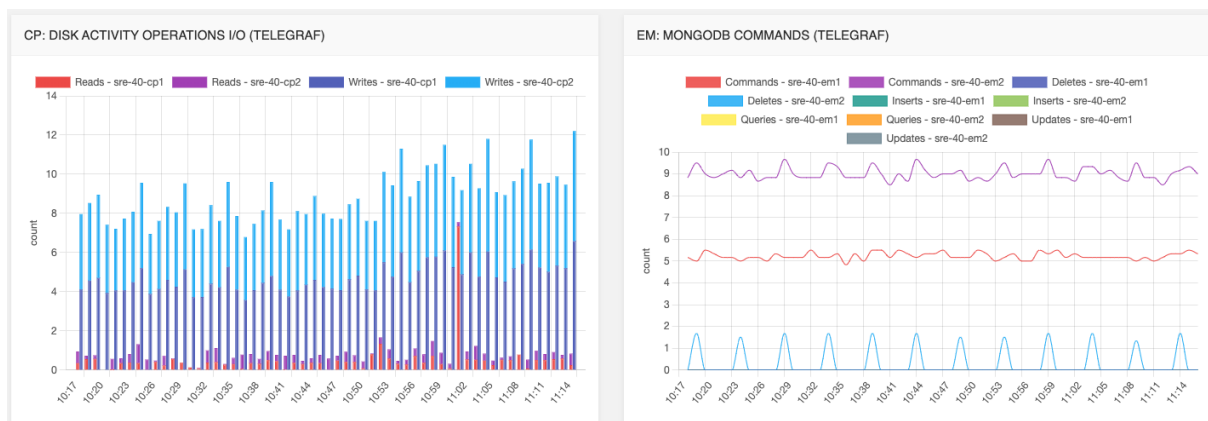 CP: DISK ACTIVITY OPERATIONS I/O (TELEGRAF)
Reads - sre-40-cp1 Reads - sre-40-cp2 Writes - sre-40-cp1 Writes - sre-40-cp2
14
12
10
8
6
4
2
0
count
10:17 10:20 10:23 10:26 10:29 10:32 10:35 10:38 10:41 10:44 10:47 10:50 10:53 10:56 10:59 11:02 11:05 11:08 11:11 11:14
EM: MONGODB COMMANDS (TELEGRAF)
Commands - sre-40-em1 Commands - sre-40-em2 Deletes - sre-40-em1
Deletes - sre-40-em2 Inserts - sre-40-em1 Inserts - sre-40-em2
Queries - sre-40-em1 Queries - sre-40-em2 Updates - sre-40-em1
Updates - sre-40-em2
10
9
8
7
6
5
4
3
2
1
0
count
10:17 10:20 10:23 10:26 10:29 10:32 10:35 10:38 10:41 10:44 10:47 10:50 10:53 10:56 10:59 11:02 11:05 11:08 11:11 11:14